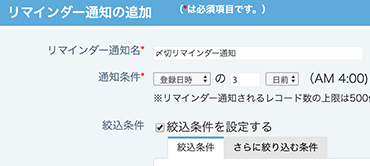 リマインダー通知の追加 （*は必須項目です。）
リマインダー通知名* 〆切リマインダー通知
通知条件* 登録日時 の 3 日前 （AM 4:00）
※リマインダー通知されるレコード数の上限は500
絞込条件 絞込条件を設定する
絞込条件 さらに絞り込む条件